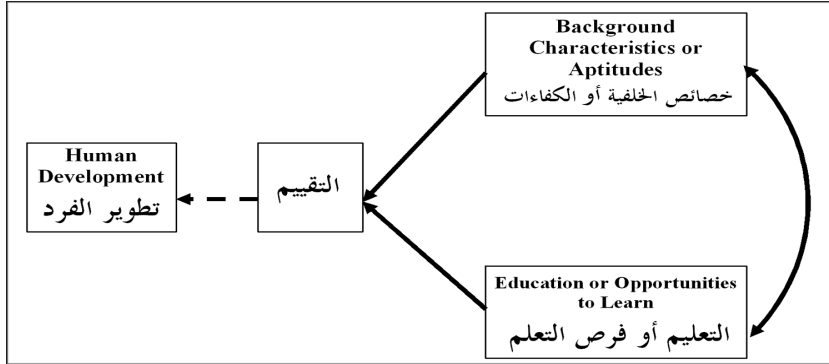 Background
Characteristics or
Aptitudes
خصائص الخلفية أو الكفاءات
Human
Development
تطوير الفرد
التقييم
Education or Opportunities
to Learn
التعليم أو فرص التعلم